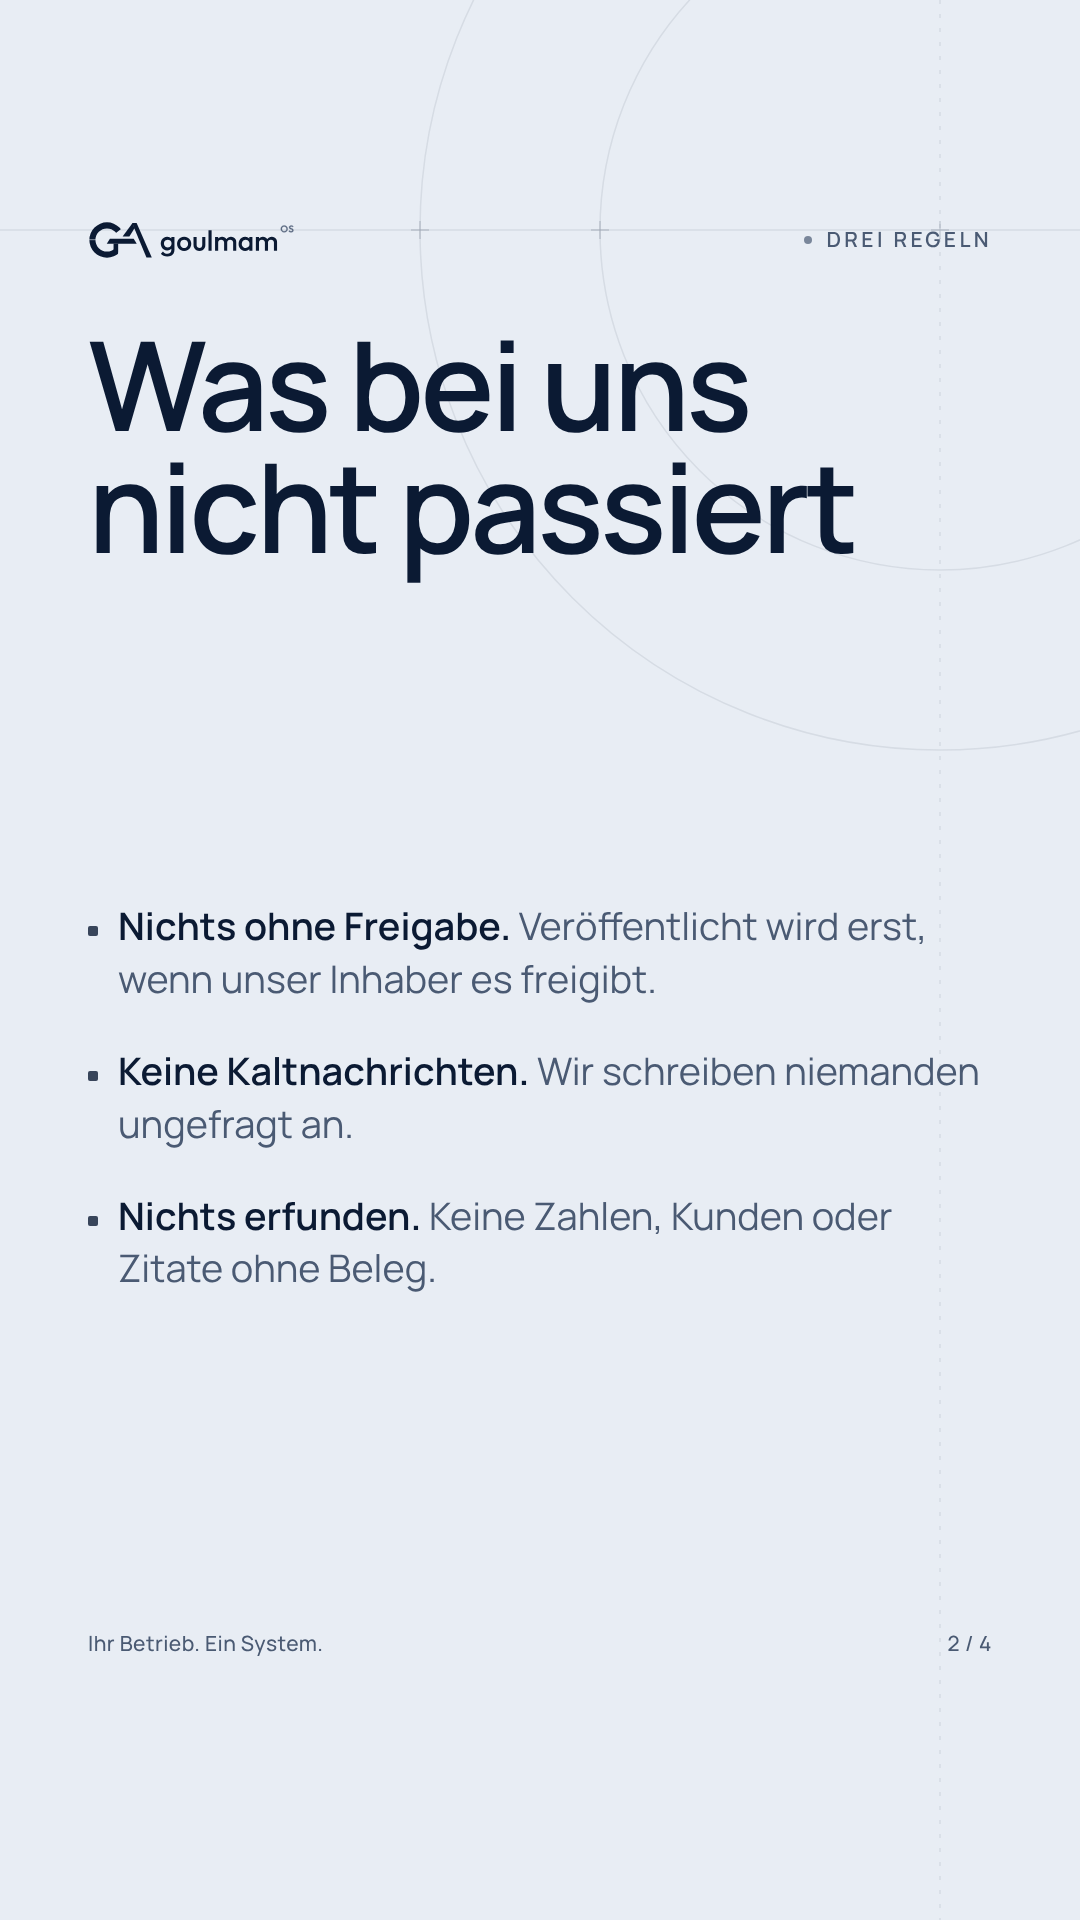 GA goulmam OS
DREI REGELN
Was bei uns
nicht passiert
Nichts ohne Freigabe. Veröffentlicht wird erst,
wenn unser Inhaber es freigibt.
Keine Kaltnachrichten. Wir schreiben niemanden
ungefragt an.
Nichts erfunden. Keine Zahlen, Kunden oder
Zitate ohne Beleg.
Ihr Betrieb. Ein System.
2 / 4